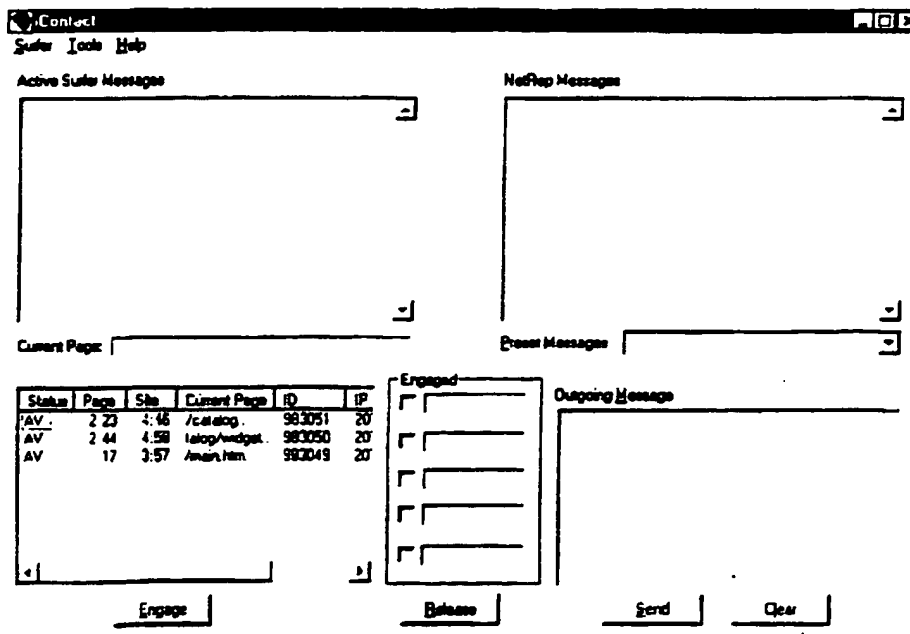 iContact
Surfer Tools Help
Active Surfer Messages
NetRep Messages
Current Page:
Preset Messages
Status Page Site Current Page ID IP
AV 2:23 4:46 /catalog.. 983051 20
AV 2:44 4:58 talog/widget.. 983050 20
AV 17 3:57 /main.htm 983049 20
Engaged
Outgoing Message
Engage
Release
Send
Clear